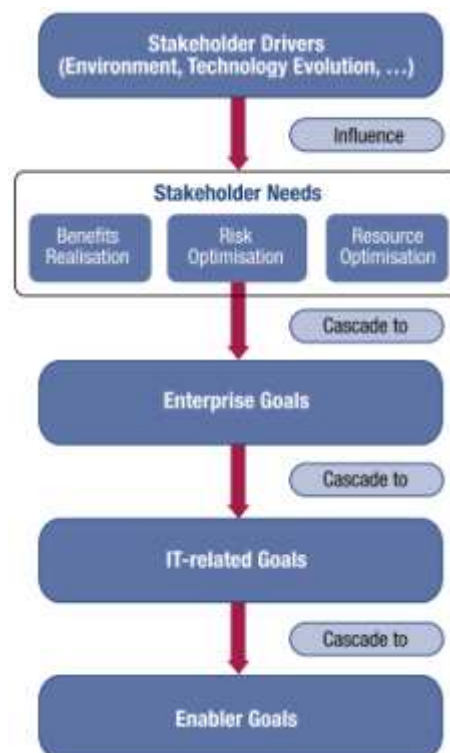 Stakeholder Drivers
(Environment, Technology Evolution, …)
Influence
Stakeholder Needs
Benefits
Realisation
Risk
Optimisation
Resource
Optimisation
Cascade to
Enterprise Goals
Cascade to
IT-related Goals
Cascade to
Enabler Goals